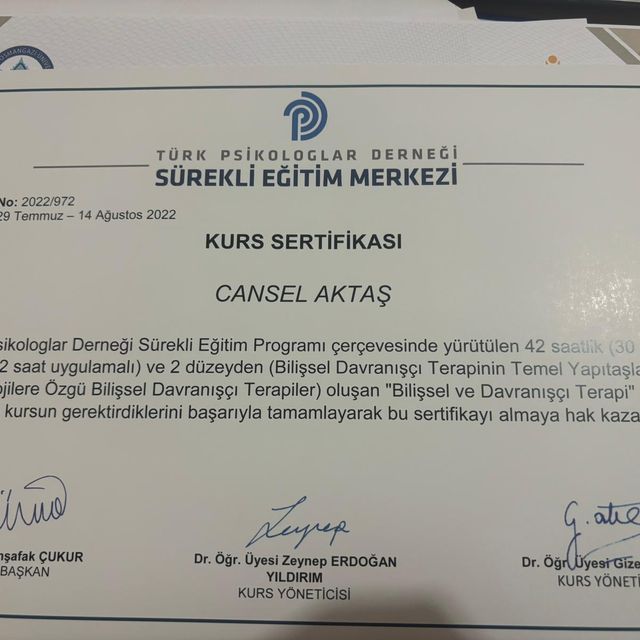 OSMANGAZİ ÜNİV
TÜRK PSİKOLOGLAR DERNEĞİ
SÜREKLİ EĞİTİM MERKEZİ
No: 2022/972
29 Temmuz – 14 Ağustos 2022
KURS SERTİFİKASI
CANSEL AKTAŞ
sikologlar Derneği Sürekli Eğitim Programı çerçevesinde yürütülen 42 saatlik (30
2 saat uygulamalı) ve 2 düzeyden (Bilişsel Davranışçı Terapinin Temel Yapıtaşla
ojilere Özgü Bilişsel Davranışçı Terapiler) oluşan "Bilişsel ve Davranışçı Terapi"
kursun gerektirdiklerini başarıyla tamamlayarak bu sertifikayı almaya hak kaza
Zeynep
G. 
nşafak ÇUKUR
BAŞKAN
Dr. Öğr. Üyesi Zeynep ERDOĞAN
YILDIRIM
KURS YÖNETİCİSİ
Dr. Öğr. Üyesi Gize
KURS YÖNETİ